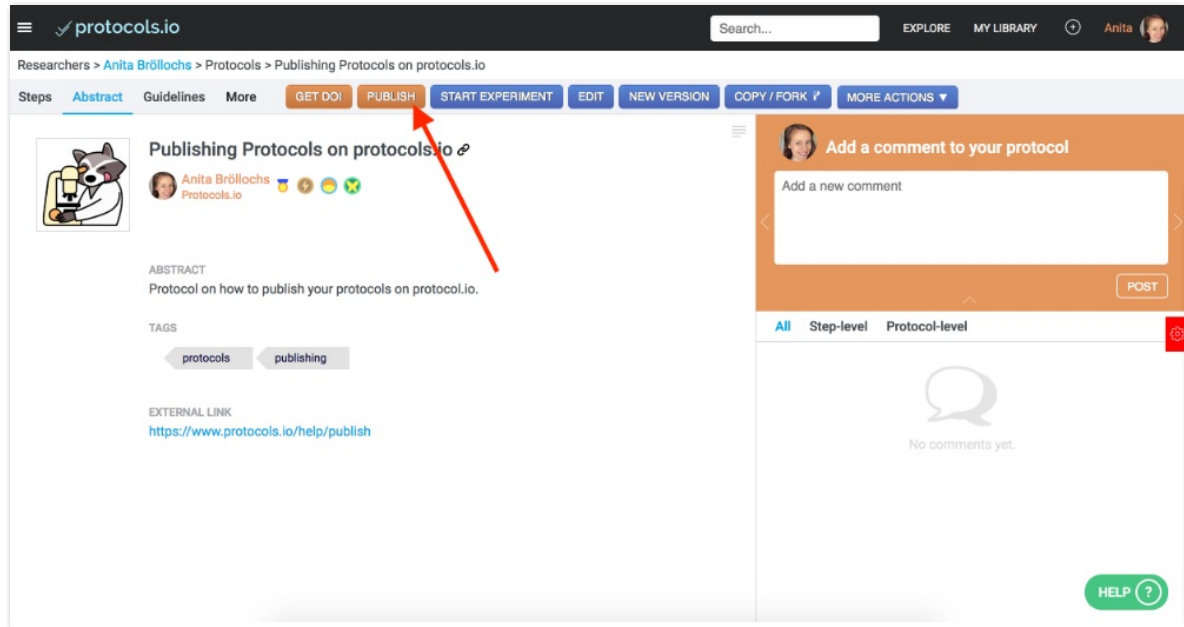 protocols.io
Search...
EXPLORE
MY LIBRARY
Anita
Researchers > Anita Bröllochs > Protocols > Publishing Protocols on protocols.io
Steps
Abstract
Guidelines
More
GET DOI
PUBLISH
START EXPERIMENT
EDIT
NEW VERSION
COPY / FORK
MORE ACTIONS ▼
Publishing Protocols on protocols.io
Anita Bröllochs
Protocols.io
ABSTRACT
Protocol on how to publish your protocols on protocol.io.
TAGS
protocols
publishing
EXTERNAL LINK
https://www.protocols.io/help/publish
Add a comment to your protocol
Add a new comment
POST
All
Step-level
Protocol-level
No comments yet.
HELP ?